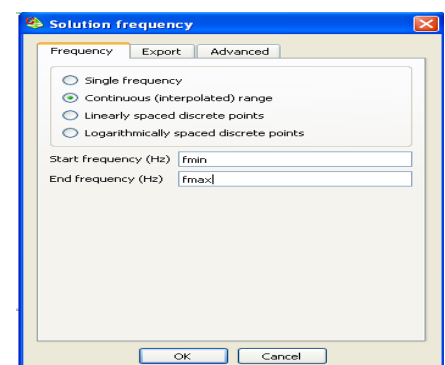 Solution frequency
Frequency Export Advanced
Single frequency
Continuous (interpolated) range
Linearly spaced discrete points
Logarithmically spaced discrete points
Start frequency (Hz) fmin
End frequency (Hz) fmax
OK Cancel